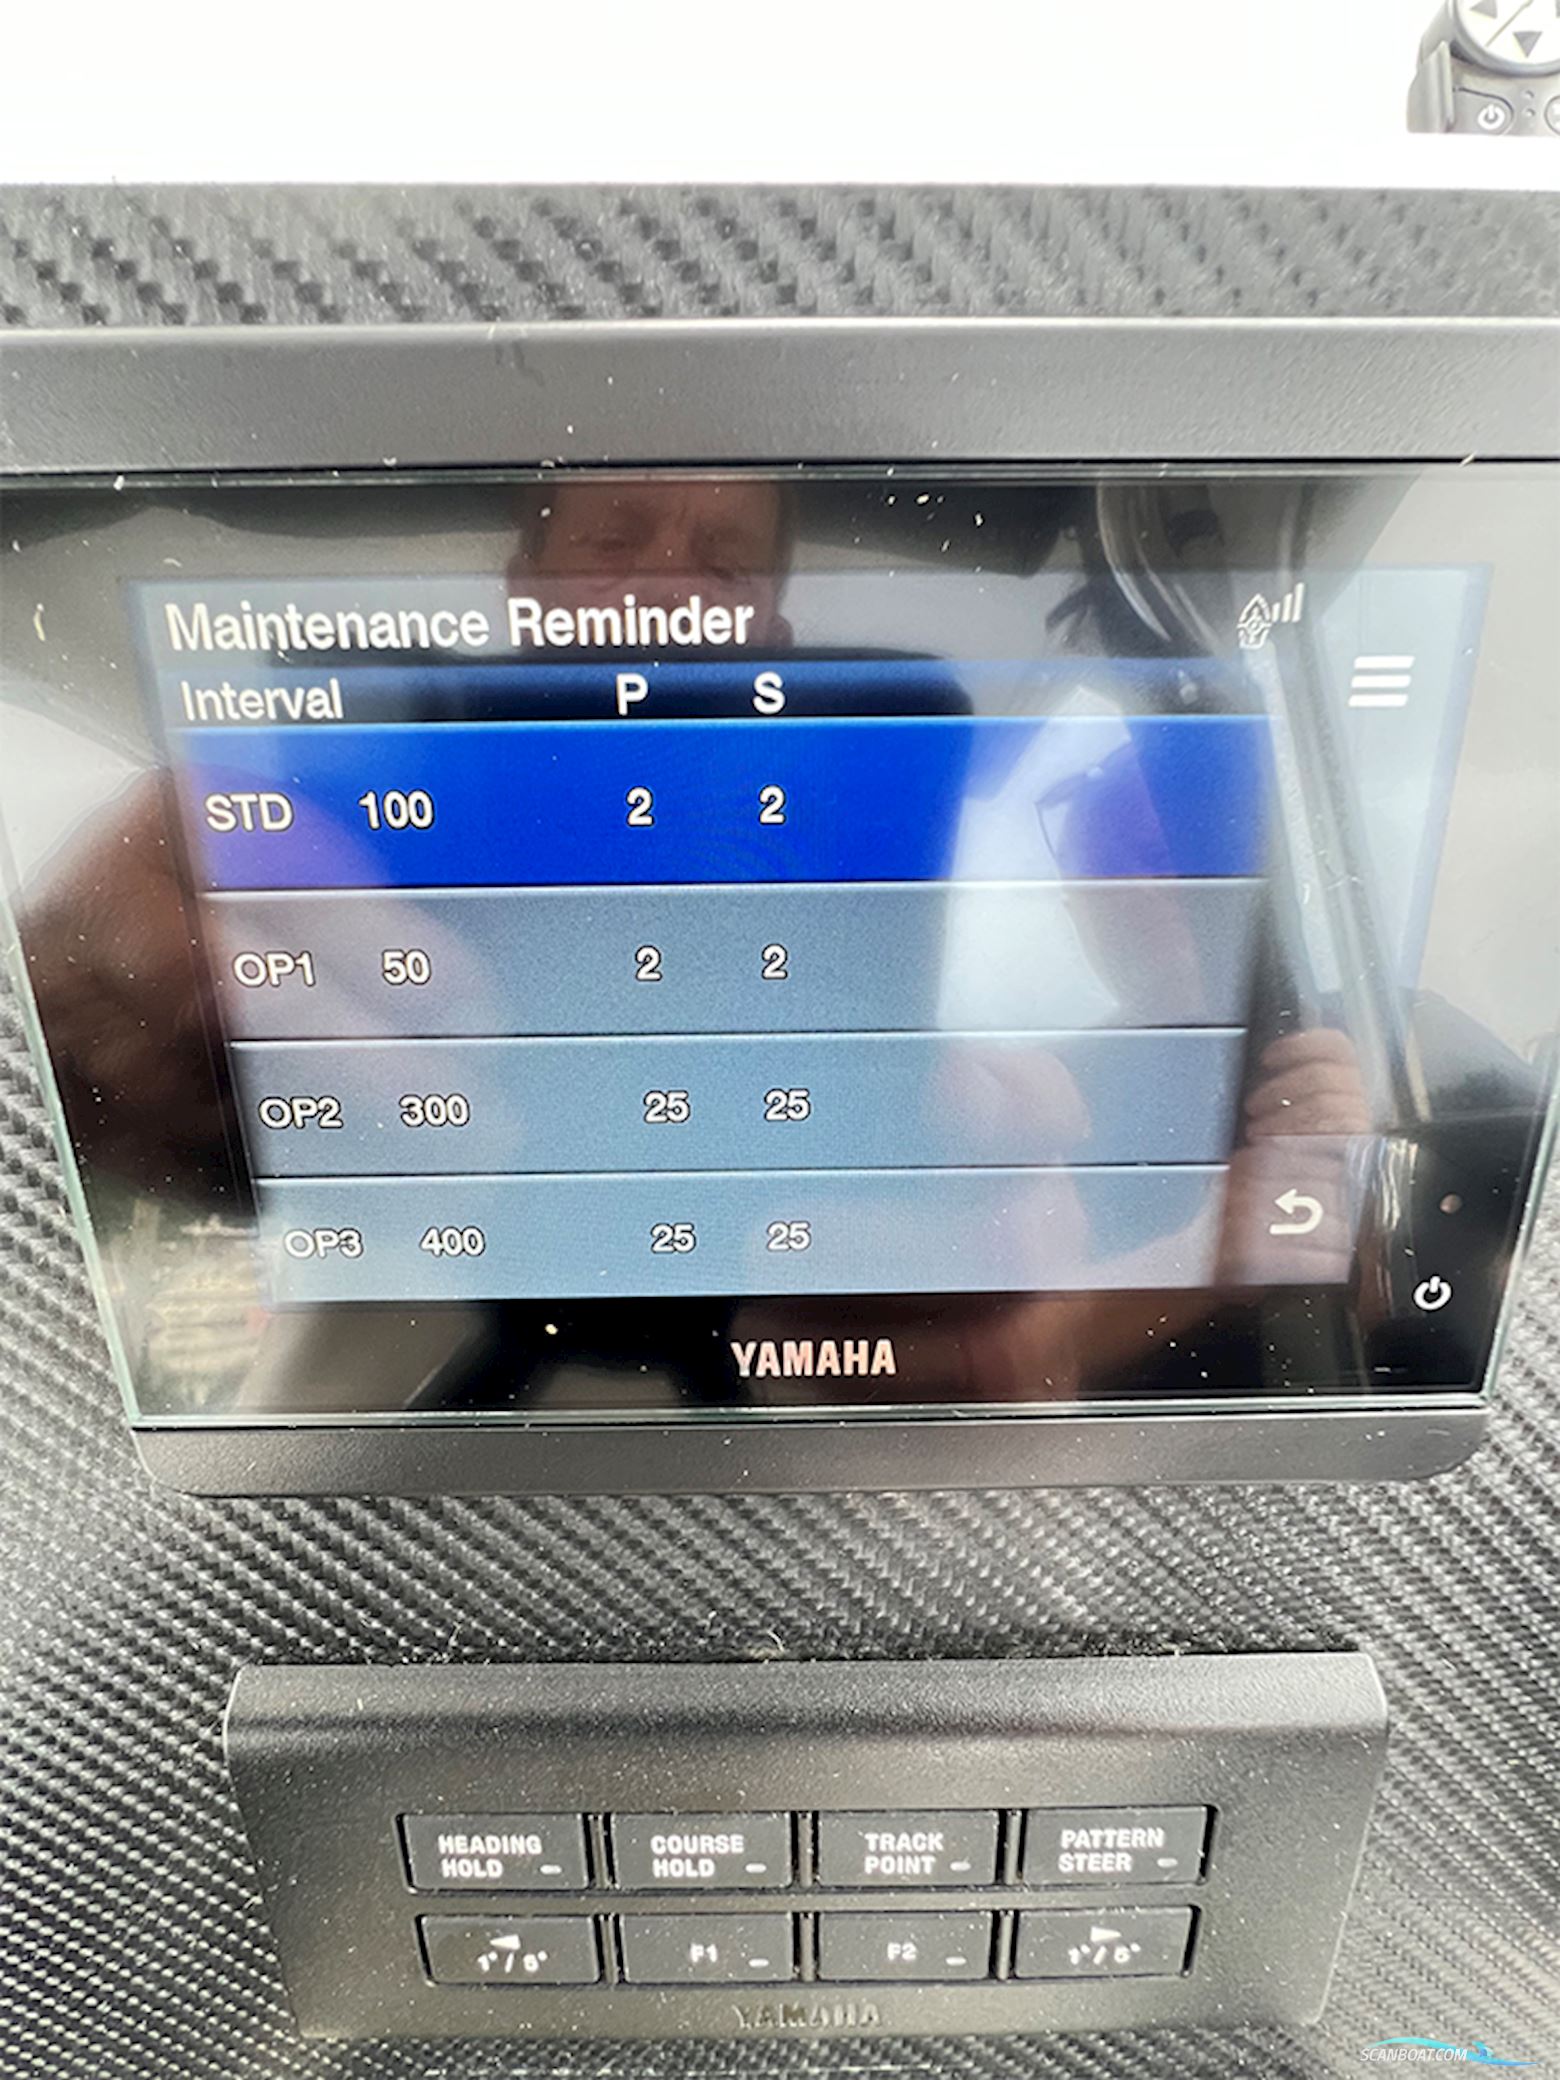 Maintenance Reminder
Interval P S
STD 100 2 2
OP1 50 2 2
OP2 300 25 25
OP3 400 25 25
YAMAHA
HEADING HOLD
COURSE HOLD
TRACK POINT
PATTERN STEER
1°/5° F1 F2 1°/5°
YAMAHA
SCANBOAT.COM